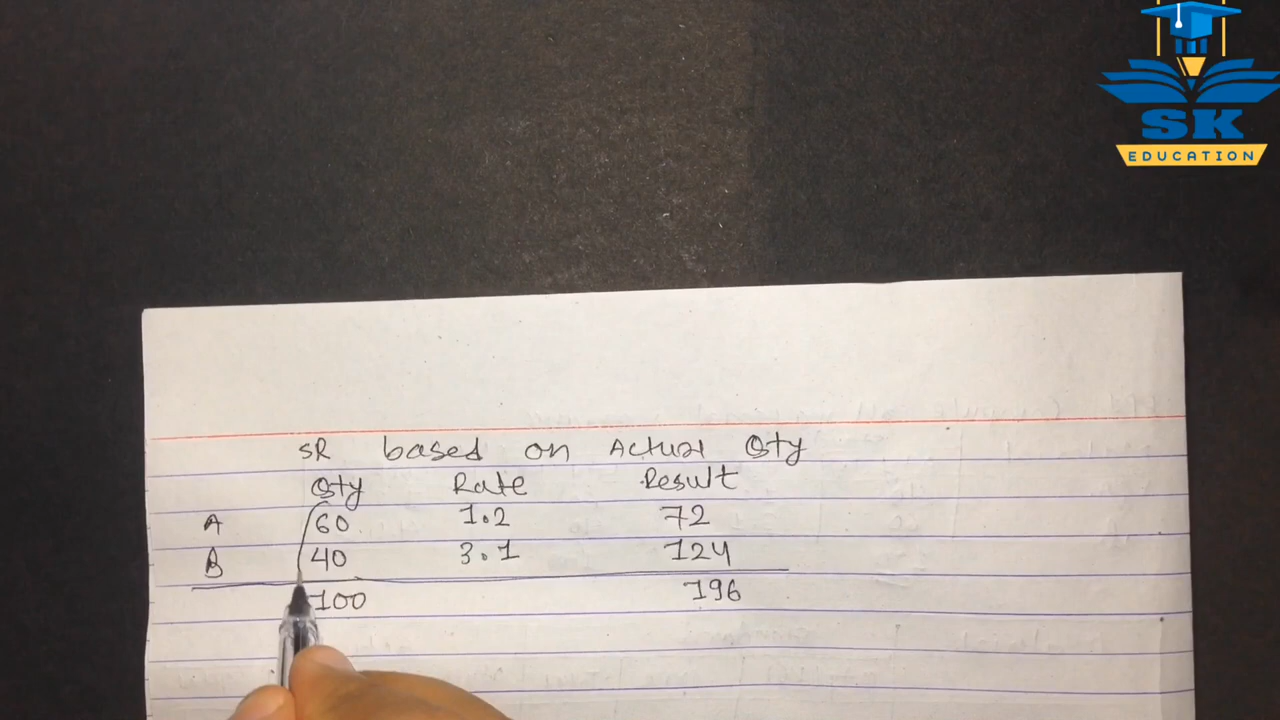 SK
EDUCATION
SR based on Actual Qty
Qty Rate Result
A 60 1.2 72
B 40 3.1 124
100 196